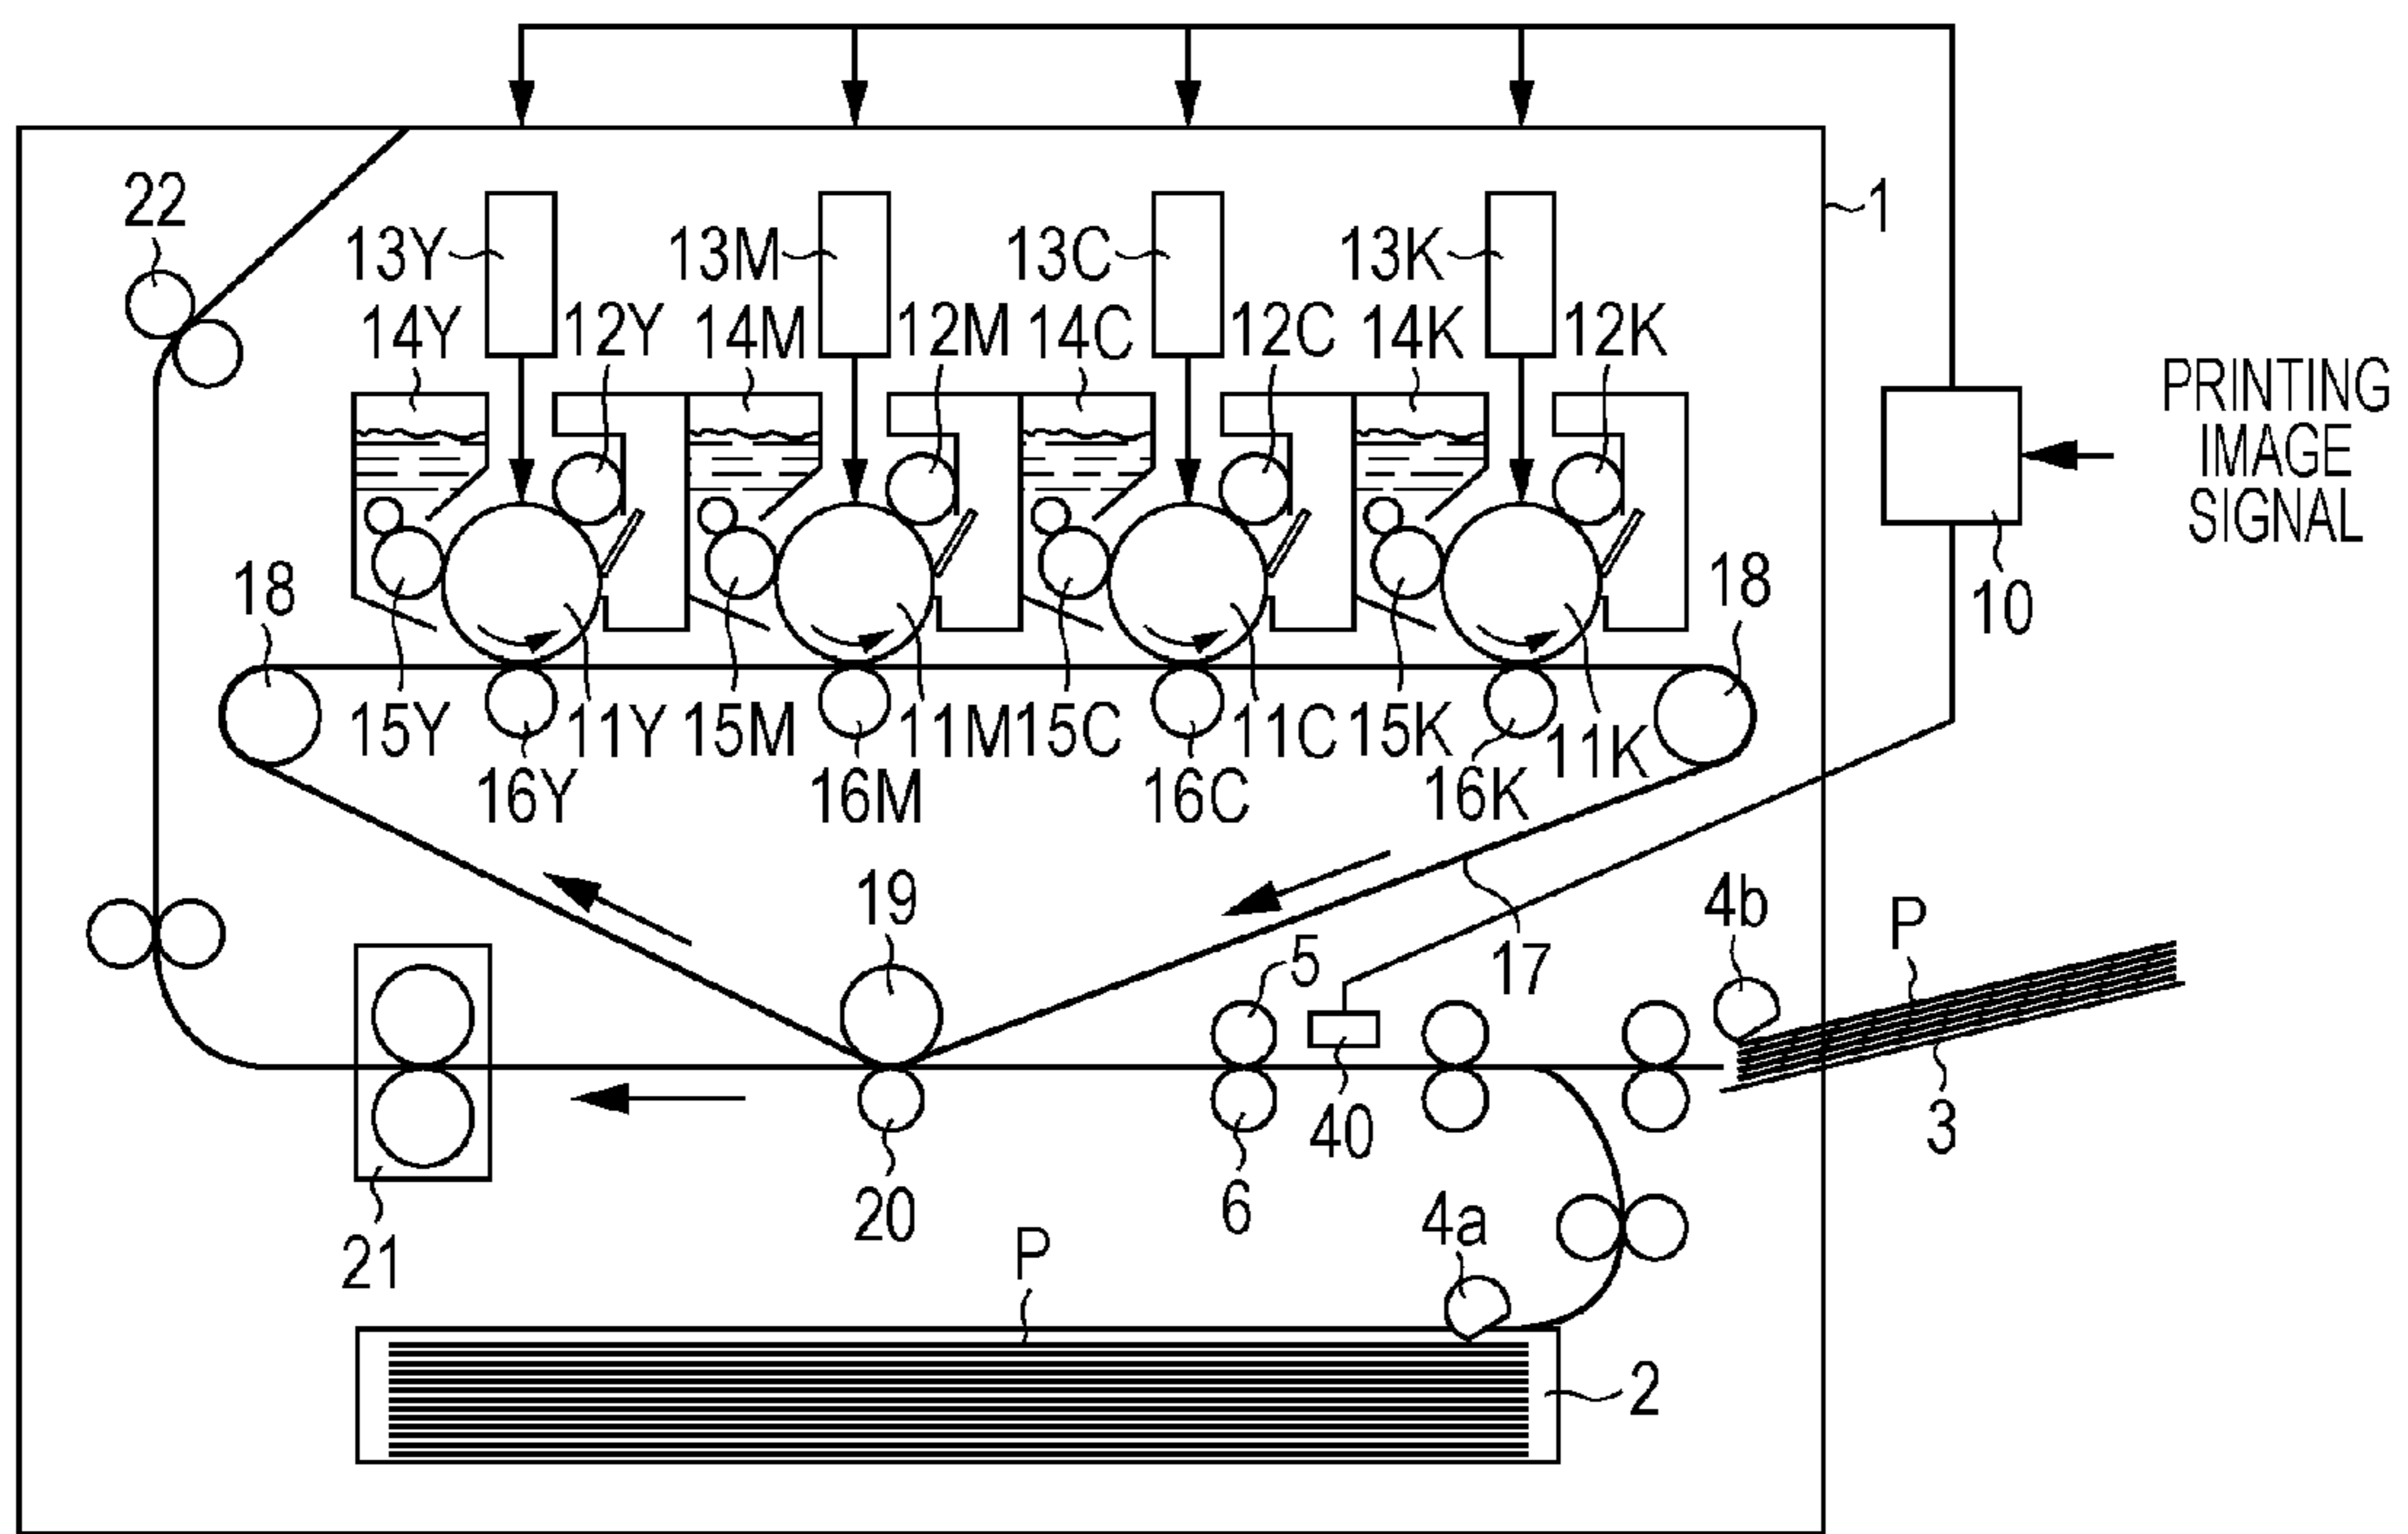 22
1
13Y
13M
13C
13K
14Y
12Y
14M
12M
14C
12C
14K
12K
PRINTING
IMAGE
SIGNAL
18
18
10
15Y
11Y
15M
11M
15C
11C
15K
11K
16Y
16M
16C
16K
19
4b
P
5
17
40
3
20
6
4a
21
P
2